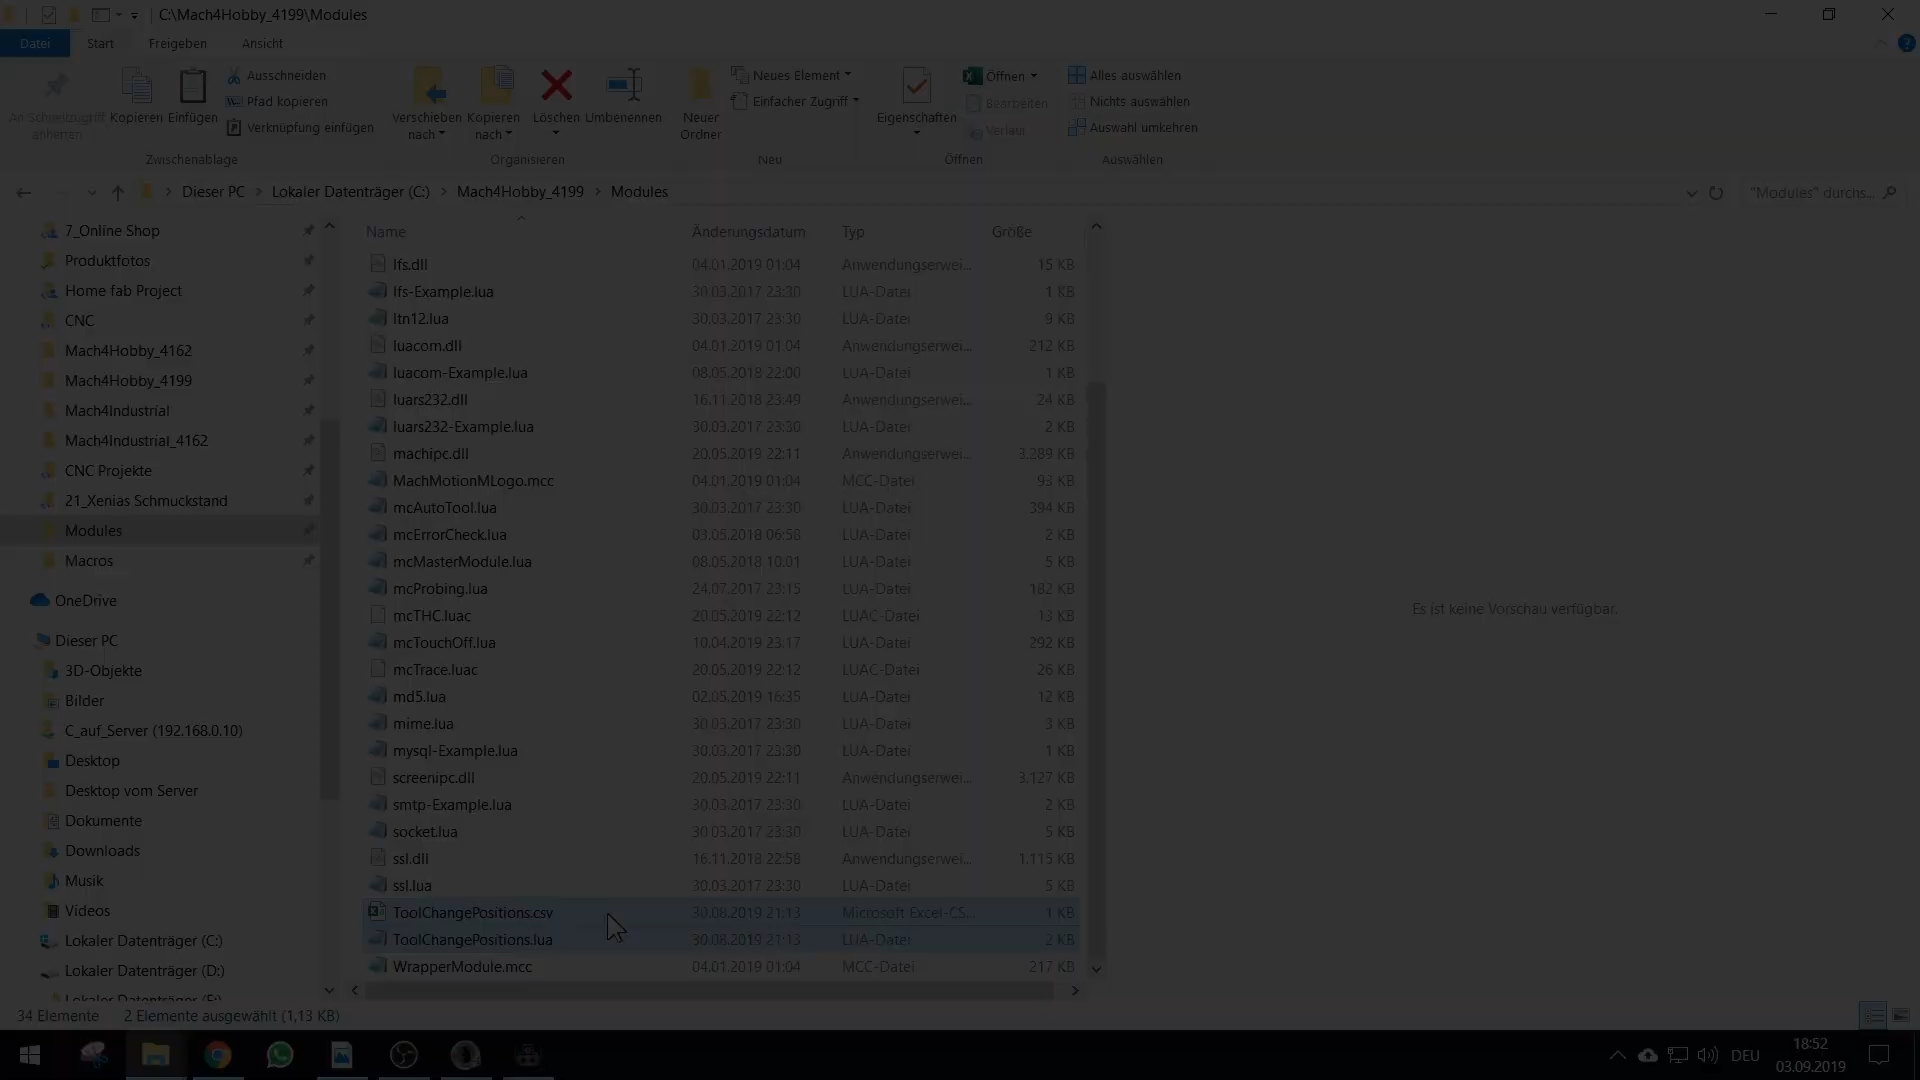 C:\Mach4Hobby_4199\Modules
Datei Start Freigeben Ansicht
An Schnellzugriff anheften
Kopieren
Einfügen
Ausschneiden
Pfad kopieren
Verknüpfung einfügen
Zwischenablage
Verschieben nach
Kopieren nach
Löschen
Umbenennen
Organisieren
Neuer Ordner
Neues Element
Einfacher Zugriff
Neu
Eigenschaften
Öffnen
Bearbeiten
Verlauf
Öffnen
Alles auswählen
Nichts auswählen
Auswahl umkehren
Auswählen
Dieser PC > Lokaler Datenträger (C:) > Mach4Hobby_4199 > Modules
"Modules" durchs...
7_Online Shop
Produktfotos
Home fab Project
CNC
Mach4Hobby_4162
Mach4Hobby_4199
Mach4Industrial
Mach4Industrial_4162
CNC Projekte
21_Xenias Schmuckstand
Modules
Macros
OneDrive
Dieser PC
3D-Objekte
Bilder
C_auf_Server (192.168.0.10)
Desktop
Desktop vom Server
Dokumente
Downloads
Musik
Videos
Lokaler Datenträger (C:)
Lokaler Datenträger (D:)
Name Änderungsdatum Typ Größe
lfs.dll 04.01.2019 01:04 Anwendungserwei... 15 KB
lfs-Example.lua 30.03.2017 23:30 LUA-Datei 1 KB
ltn12.lua 30.03.2017 23:30 LUA-Datei 9 KB
luacom.dll 04.01.2019 01:04 Anwendungserwei... 212 KB
luacom-Example.lua 08.05.2018 22:00 LUA-Datei 1 KB
luars232.dll 16.11.2018 23:49 Anwendungserwei... 24 KB
luars232-Example.lua 30.03.2017 23:30 LUA-Datei 2 KB
machipc.dll 20.05.2019 22:11 Anwendungserwei... 3.289 KB
MachMotionMLogo.mcc 04.01.2019 01:04 MCC-Datei 93 KB
mcAutoTool.lua 30.03.2017 23:30 LUA-Datei 394 KB
mcErrorCheck.lua 03.05.2018 06:58 LUA-Datei 2 KB
mcMasterModule.lua 08.05.2018 10:01 LUA-Datei 5 KB
mcProbing.lua 24.07.2017 23:15 LUA-Datei 182 KB
mcTHC.luac 20.05.2019 22:12 LUAC-Datei 13 KB
mcTouchOff.lua 10.04.2019 23:17 LUA-Datei 292 KB
mcTrace.luac 20.05.2019 22:12 LUAC-Datei 26 KB
md5.lua 02.05.2019 16:35 LUA-Datei 12 KB
mime.lua 30.03.2017 23:30 LUA-Datei 3 KB
mysql-Example.lua 30.03.2017 23:30 LUA-Datei 1 KB
screenipc.dll 20.05.2019 22:11 Anwendungserwei... 3.127 KB
smtp-Example.lua 30.03.2017 23:30 LUA-Datei 2 KB
socket.lua 30.03.2017 23:30 LUA-Datei 5 KB
ssl.dll 16.11.2018 22:58 Anwendungserwei... 1.115 KB
ssl.lua 30.03.2017 23:30 LUA-Datei 5 KB
ToolChangePositions.csv 30.08.2019 21:13 Microsoft Excel-CS... 1 KB
ToolChangePositions.lua 30.08.2019 21:13 LUA-Datei 2 KB
WrapperModule.mcc 04.01.2019 01:04 MCC-Datei 217 KB
Es ist keine Vorschau verfügbar.
34 Elemente 2 Elemente ausgewählt (1,13 KB)
DEU
18:52
03.09.2019